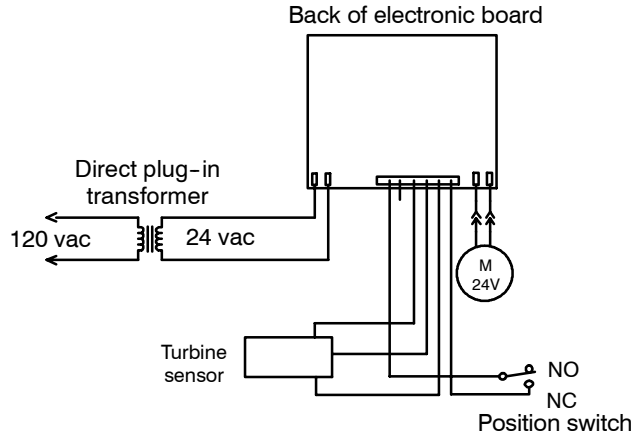 Back of electronic board
Direct plug-in
transformer
120 vac
24 vac
M
24V
Turbine
sensor
NO
NC
Position switch